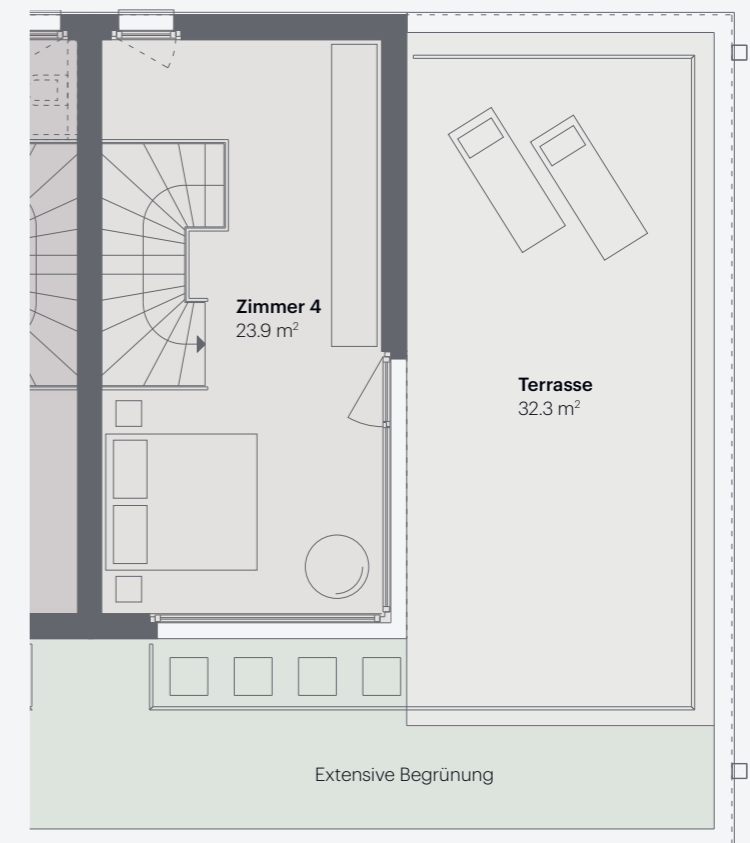 Zimmer 4
23.9 m²
Terrasse
32.3 m²
Extensive Begrünung